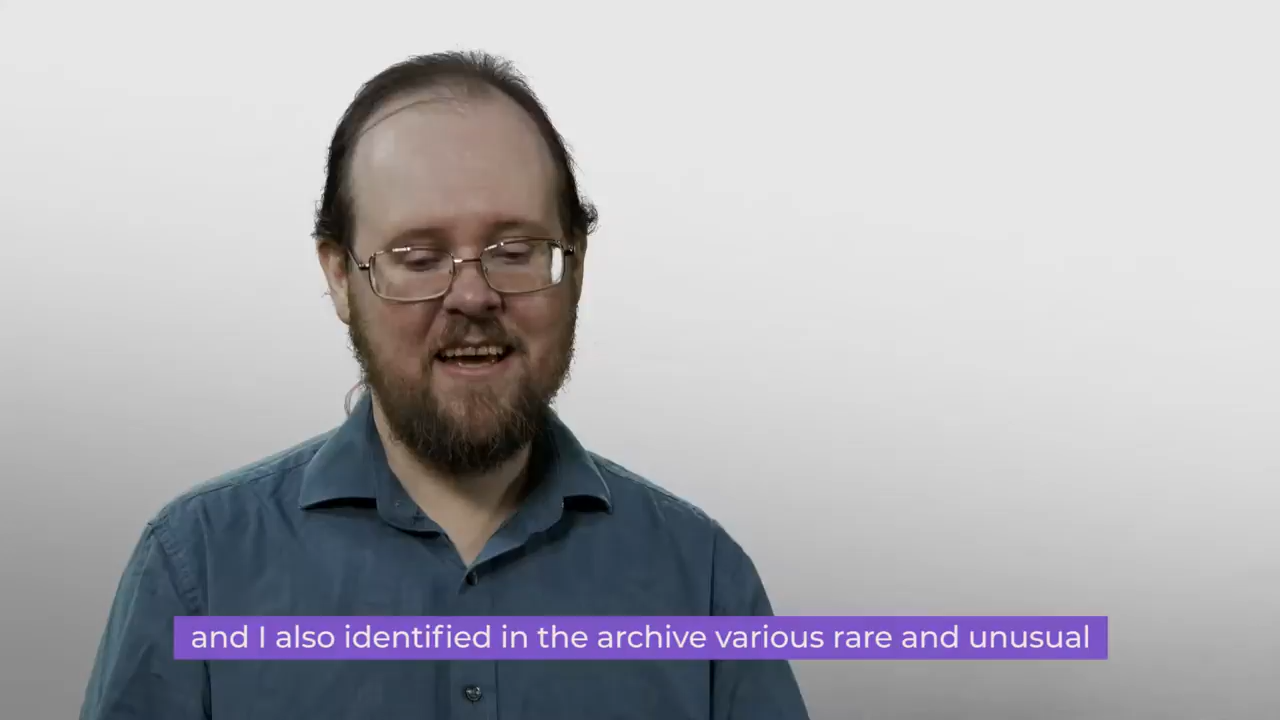 and I also identified in the archive various rare and unusual